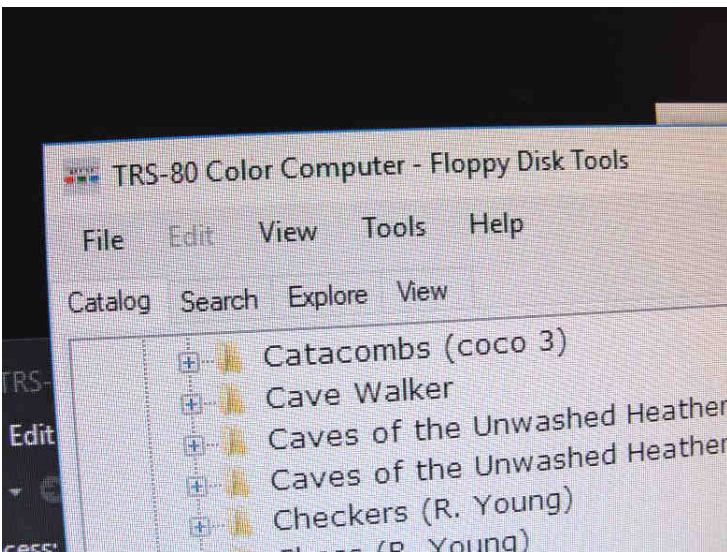 TRS-80 Color Computer - Floppy Disk Tools
File Edit View Tools Help
Catalog Search Explore View
Catacombs (coco 3)
Cave Walker
Caves of the Unwashed Heather
Caves of the Unwashed Heather
Checkers (R. Young)
(R. Young)
TRS-
Edit